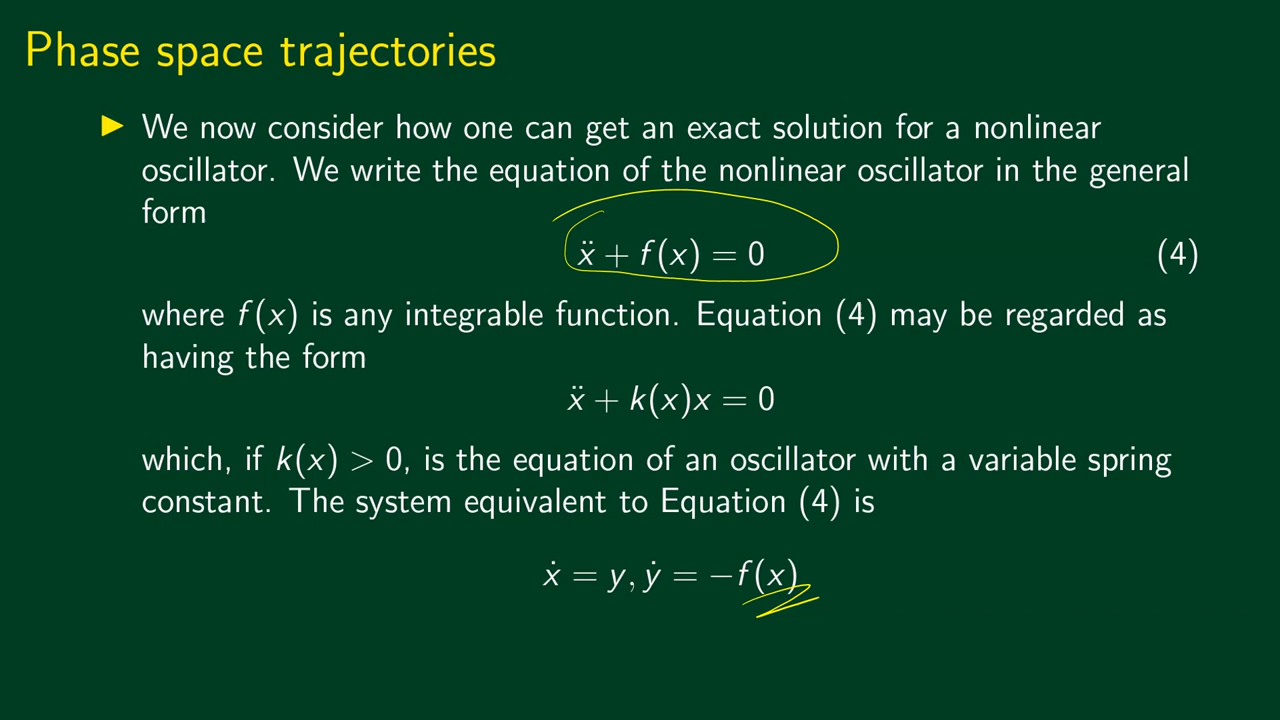 Phase space trajectories
▶ We now consider how one can get an exact solution for a nonlinear
oscillator. We write the equation of the nonlinear oscillator in the general
form
ẍ + f(x) = 0 (4)
where f(x) is any integrable function. Equation (4) may be regarded as
having the form
ẍ + k(x)x = 0
which, if k(x) > 0, is the equation of an oscillator with a variable spring
constant. The system equivalent to Equation (4) is
ẋ = y, ẏ = −f(x)